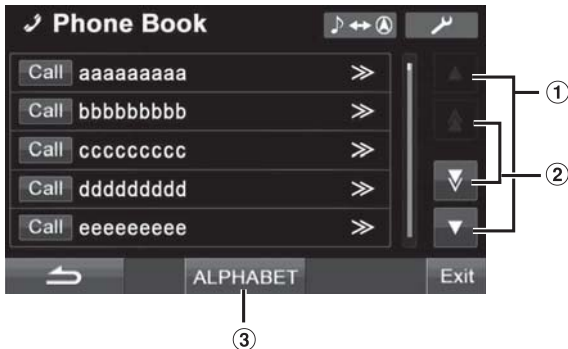 Phone Book
Call aaaaaaaaa
Call bbbbbbbbb
Call ccccccccc
Call ddddddddd
Call eeeeeeeee
ALPHABET Exit
①
②
③